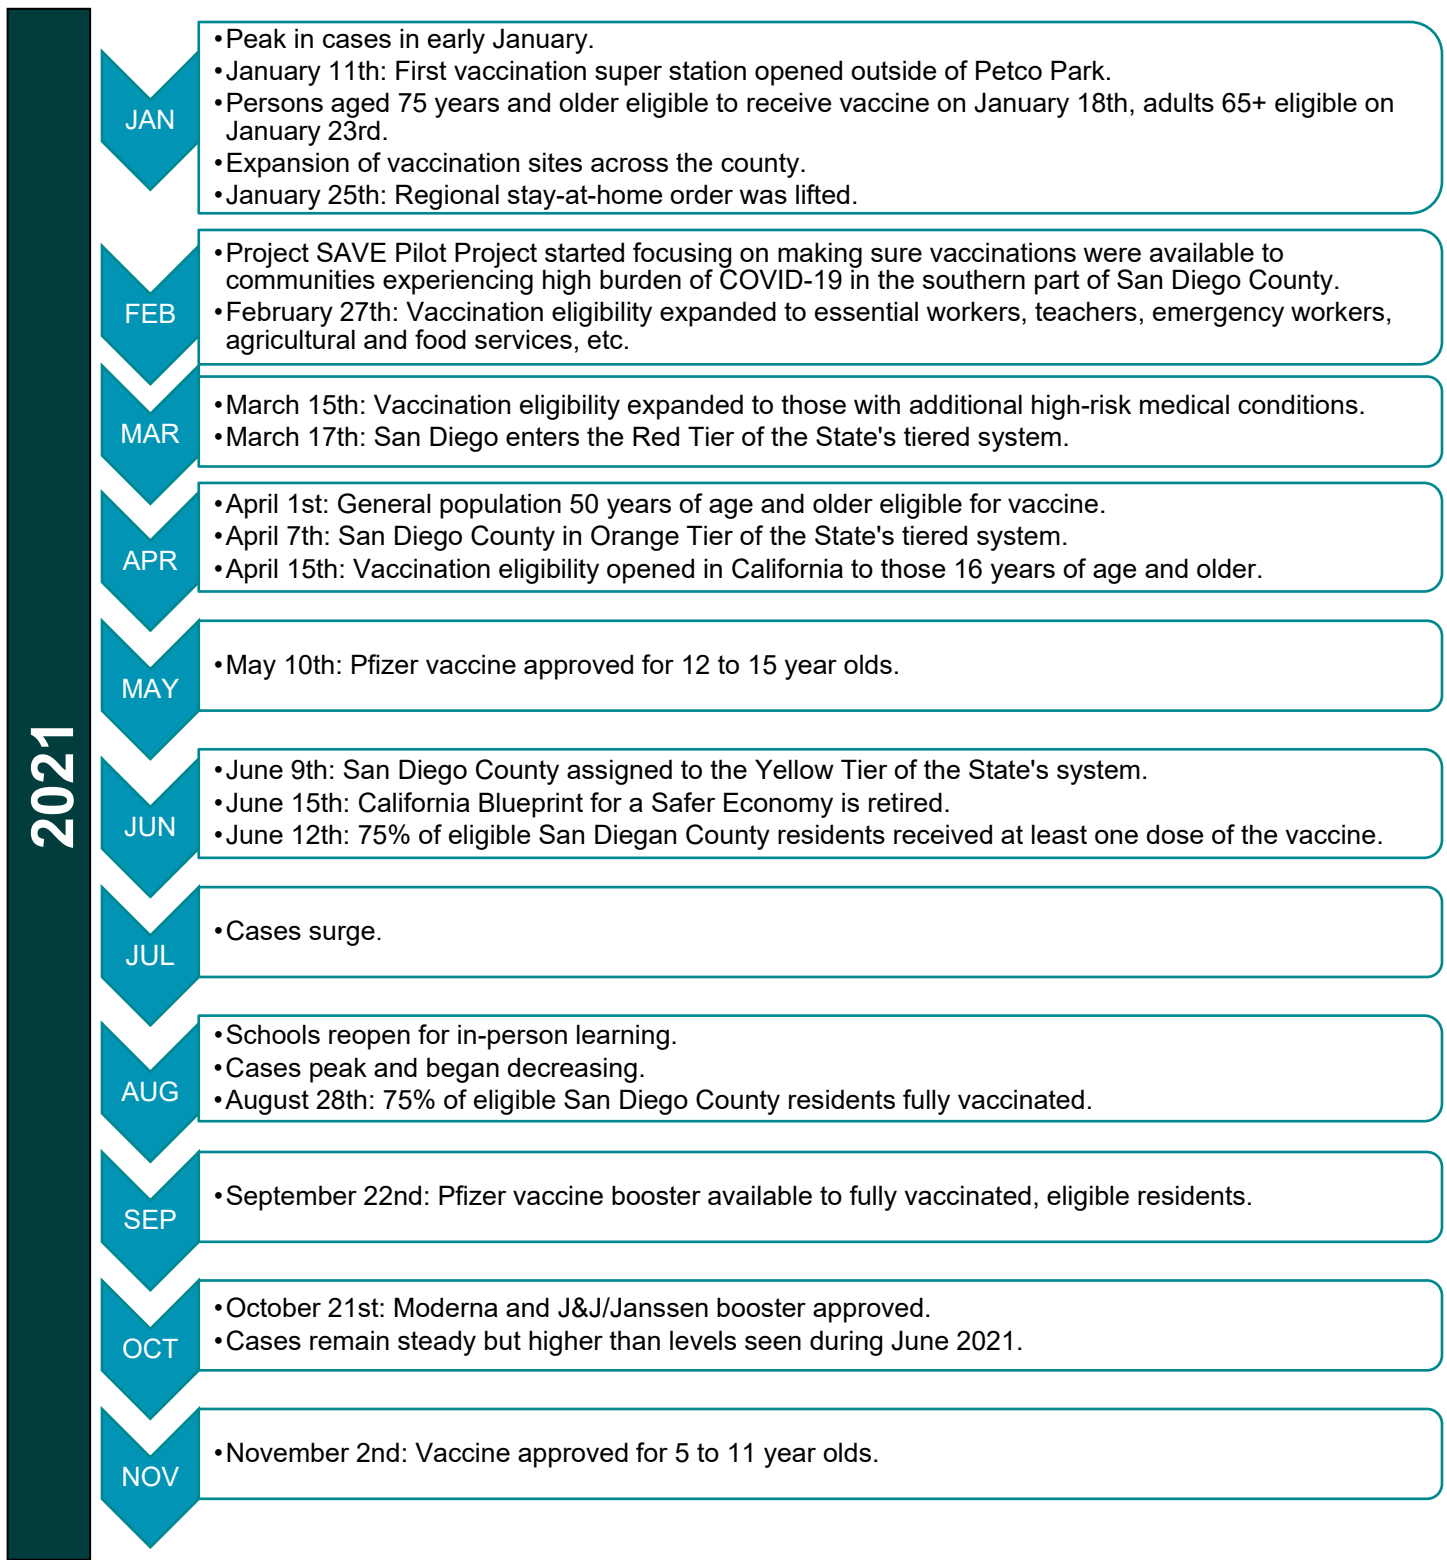 2021
JAN
•Peak in cases in early January.
•January 11th: First vaccination super station opened outside of Petco Park.
•Persons aged 75 years and older eligible to receive vaccine on January 18th, adults 65+ eligible on
January 23rd.
•Expansion of vaccination sites across the county.
•January 25th: Regional stay-at-home order was lifted.
FEB
•Project SAVE Pilot Project started focusing on making sure vaccinations were available to
communities experiencing high burden of COVID-19 in the southern part of San Diego County.
•February 27th: Vaccination eligibility expanded to essential workers, teachers, emergency workers,
agricultural and food services, etc.
MAR
•March 15th: Vaccination eligibility expanded to those with additional high-risk medical conditions.
•March 17th: San Diego enters the Red Tier of the State's tiered system.
APR
•April 1st: General population 50 years of age and older eligible for vaccine.
•April 7th: San Diego County in Orange Tier of the State's tiered system.
•April 15th: Vaccination eligibility opened in California to those 16 years of age and older.
MAY
•May 10th: Pfizer vaccine approved for 12 to 15 year olds.
JUN
•June 9th: San Diego County assigned to the Yellow Tier of the State's system.
•June 15th: California Blueprint for a Safer Economy is retired.
•June 12th: 75% of eligible San Diegan County residents received at least one dose of the vaccine.
JUL
•Cases surge.
AUG
•Schools reopen for in-person learning.
•Cases peak and began decreasing.
•August 28th: 75% of eligible San Diego County residents fully vaccinated.
SEP
•September 22nd: Pfizer vaccine booster available to fully vaccinated, eligible residents.
OCT
•October 21st: Moderna and J&J/Janssen booster approved.
•Cases remain steady but higher than levels seen during June 2021.
NOV
•November 2nd: Vaccine approved for 5 to 11 year olds.